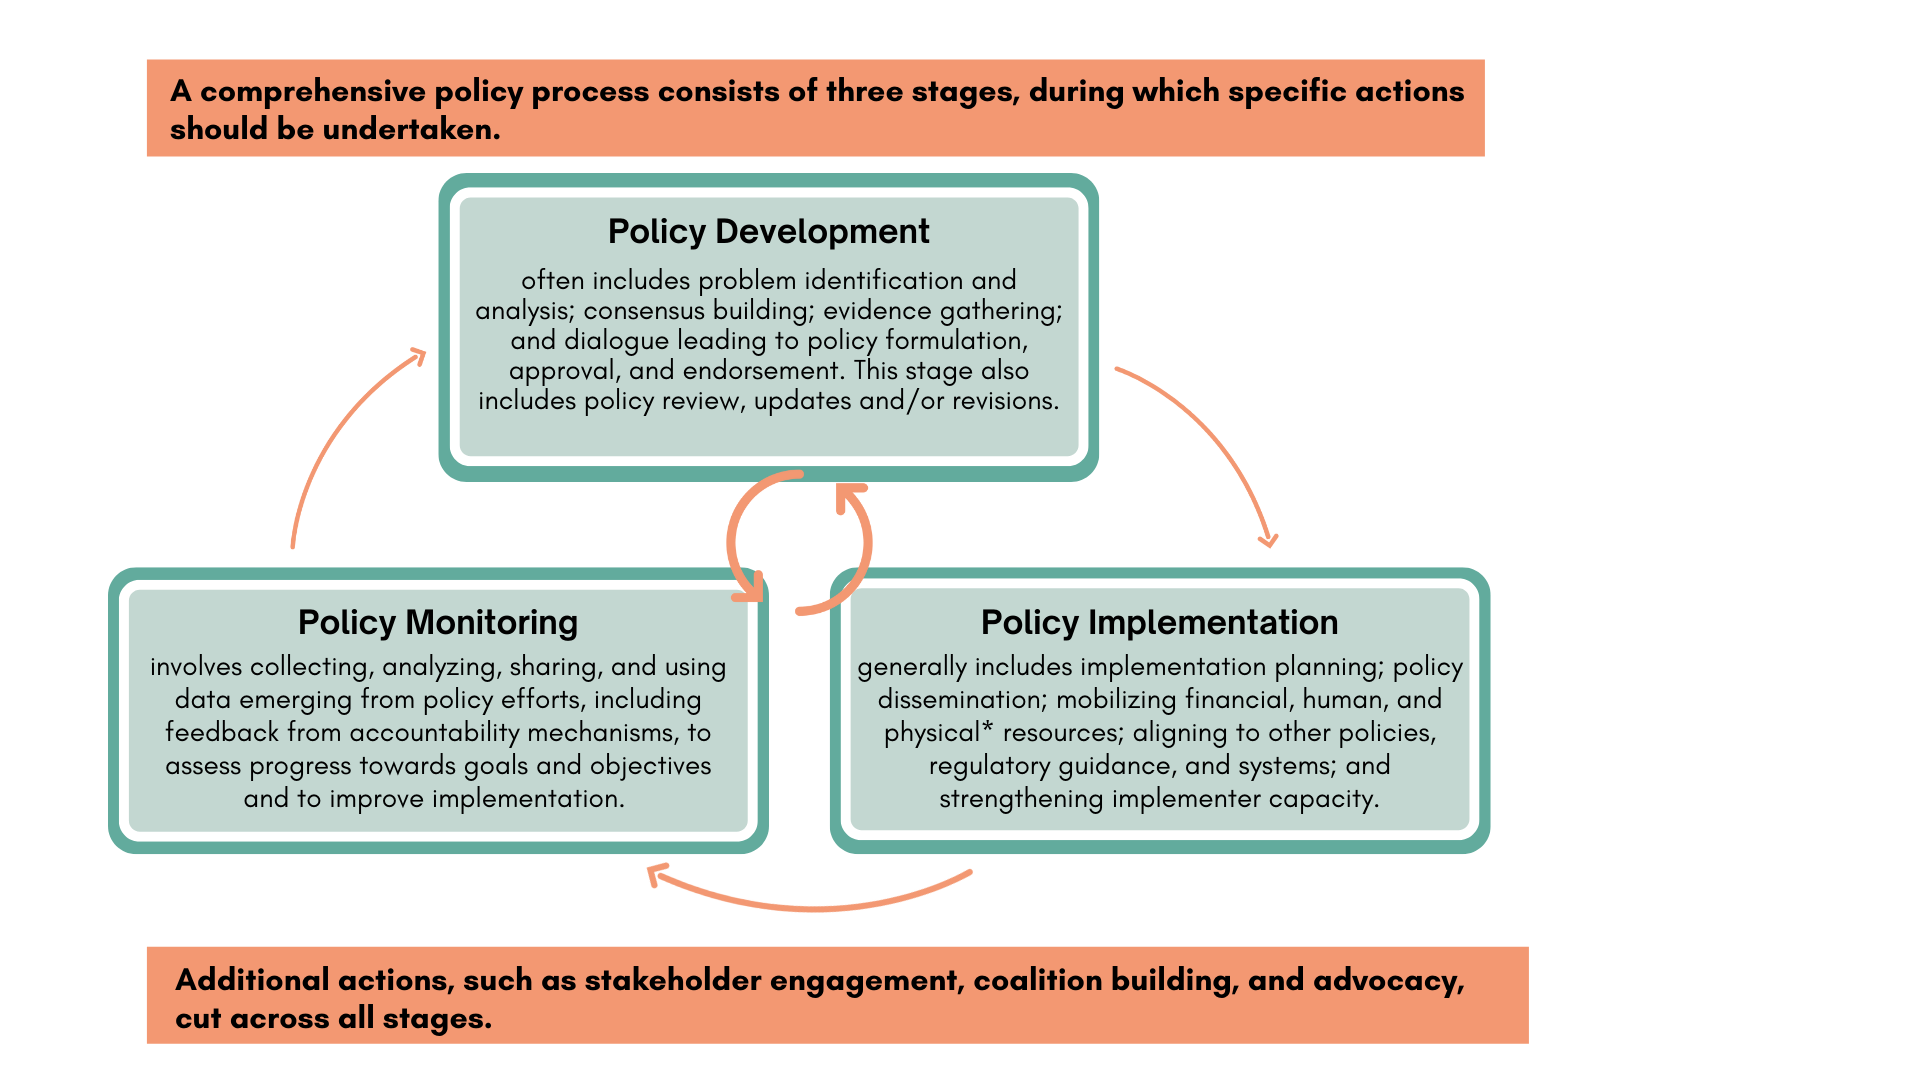 A comprehensive policy process consists of three stages, during which specific actions
should be undertaken.
Policy Development
often includes problem identification and
analysis; consensus building; evidence gathering;
and dialogue leading to policy formulation,
approval, and endorsement. This stage also
includes policy review, updates and/or revisions.
Policy Monitoring
involves collecting, analyzing, sharing, and using
data emerging from policy efforts, including
feedback from accountability mechanisms, to
assess progress towards goals and objectives
and to improve implementation.
Policy Implementation
generally includes implementation planning; policy
dissemination; mobilizing financial, human, and
physical* resources; aligning to other policies,
regulatory guidance, and systems; and
strengthening implementer capacity.
Additional actions, such as stakeholder engagement, coalition building, and advocacy,
cut across all stages.